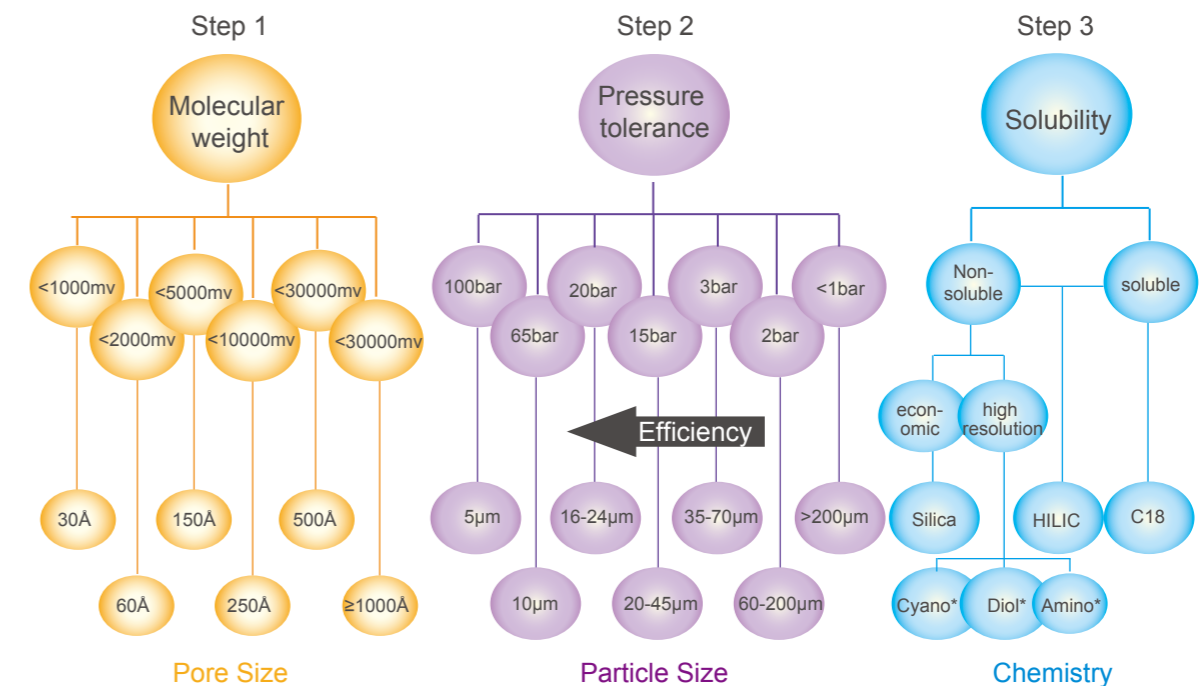 Step 1
Step 2
Step 3
Molecular
weight
Pressure
tolerance
Solubility
<1000mv
<2000mv
<5000mv
<10000mv
<30000mv
<30000mv
100bar
65bar
20bar
15bar
3bar
2bar
<1bar
Non-
soluble
soluble
econ-
omic
high
resolution
Efficiency
30Å
60Å
150Å
250Å
500Å
≥1000Å
5µm
10µm
16-24µm
20-45µm
35-70µm
60-200µm
>200µm
Silica
HILIC
C18
Cyano*
Diol*
Amino*
Pore Size
Particle Size
Chemistry